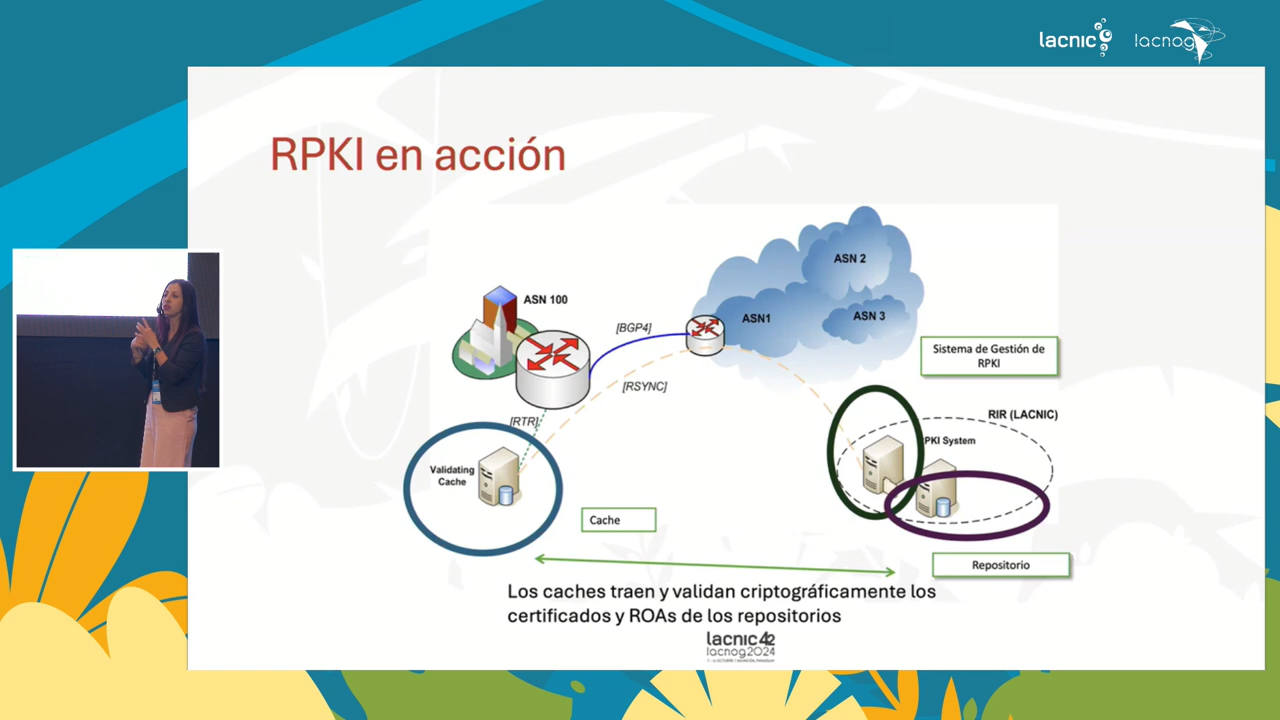 lacnic
lacnog
RPKI en acción
ASN 2
ASN 100
ASN1
ASN 3
[BGP4]
Sistema de Gestión de
RPKI
[RSYNC]
RIR (LACNIC)
[RTR]
PKI System
Validating
Cache
Cache
Repositorio
Los caches traen y validan criptográficamente los
certificados y ROAs de los repositorios
lacnic42
lacnog2024